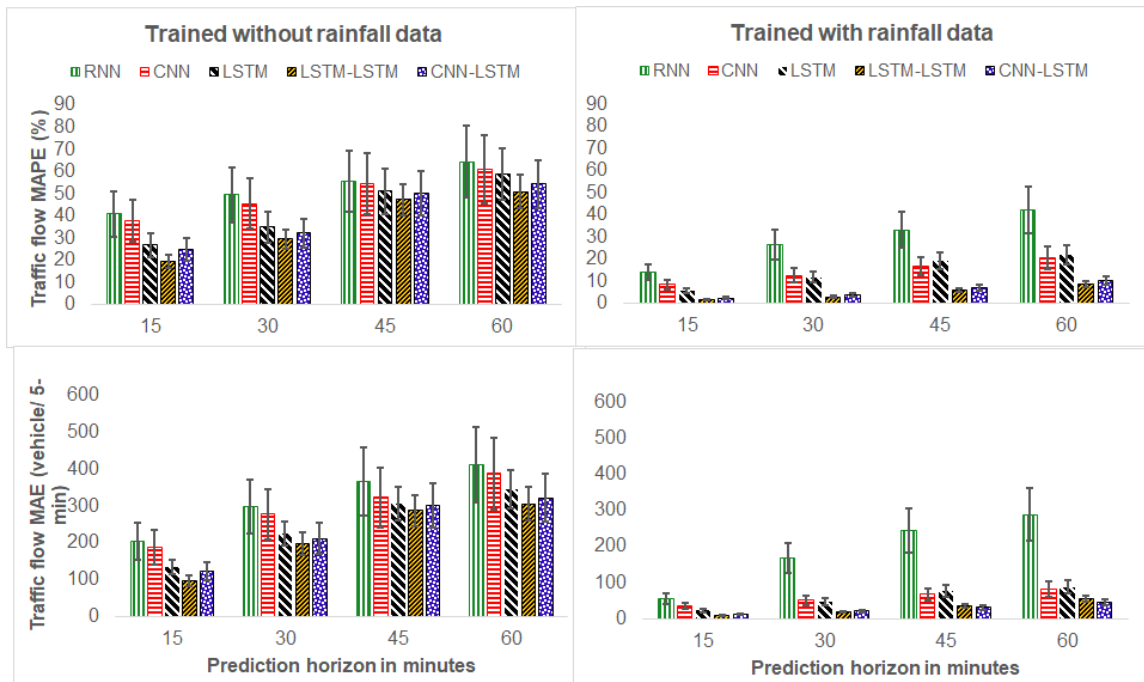 Trained without rainfall data
RNN CNN LSTM LSTM-LSTM CNN-LSTM
Traffic flow MAPE (%)
90
80
70
60
50
40
30
20
10
0
15 30 45 60
Trained with rainfall data
RNN CNN LSTM LSTM-LSTM CNN-LSTM
90
80
70
60
50
40
30
20
10
0
15 30 45 60
Traffic flow MAE (vehicle/ 5-
min)
600
500
400
300
200
100
0
15 30 45 60
Prediction horizon in minutes
600
500
400
300
200
100
0
15 30 45 60
Prediction horizon in minutes